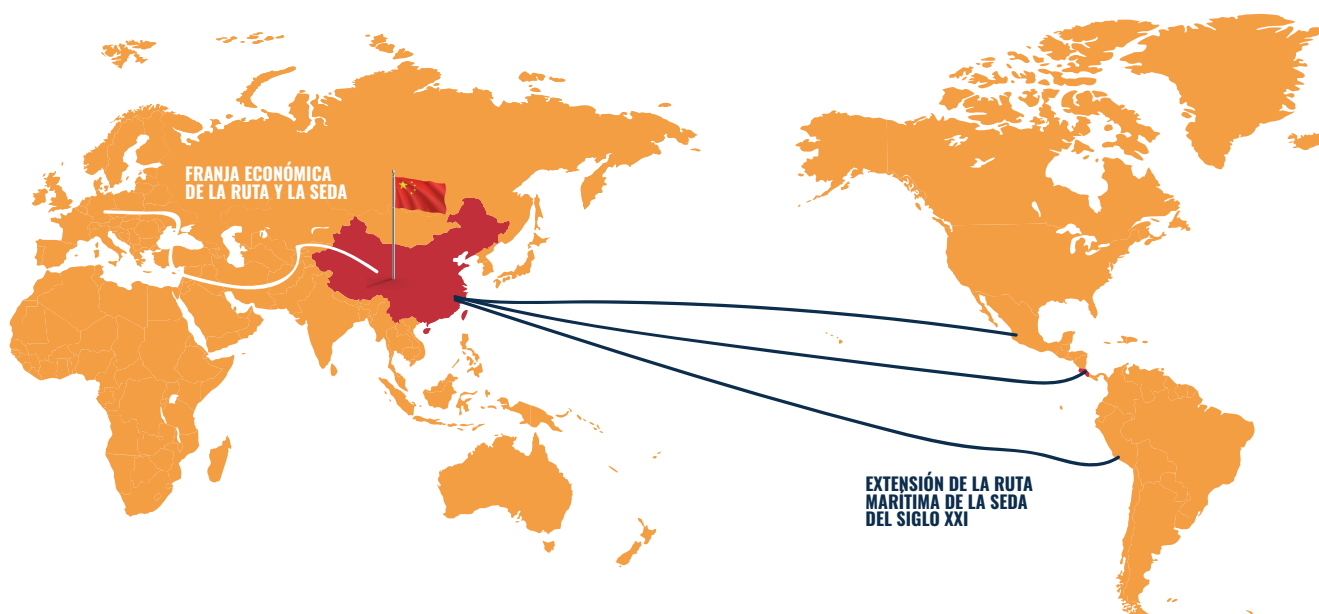 FRANJA ECONÓMICA
DE LA RUTA Y LA SEDA
EXTENSIÓN DE LA RUTA
MARÍTIMA DE LA SEDA
DEL SIGLO XXI